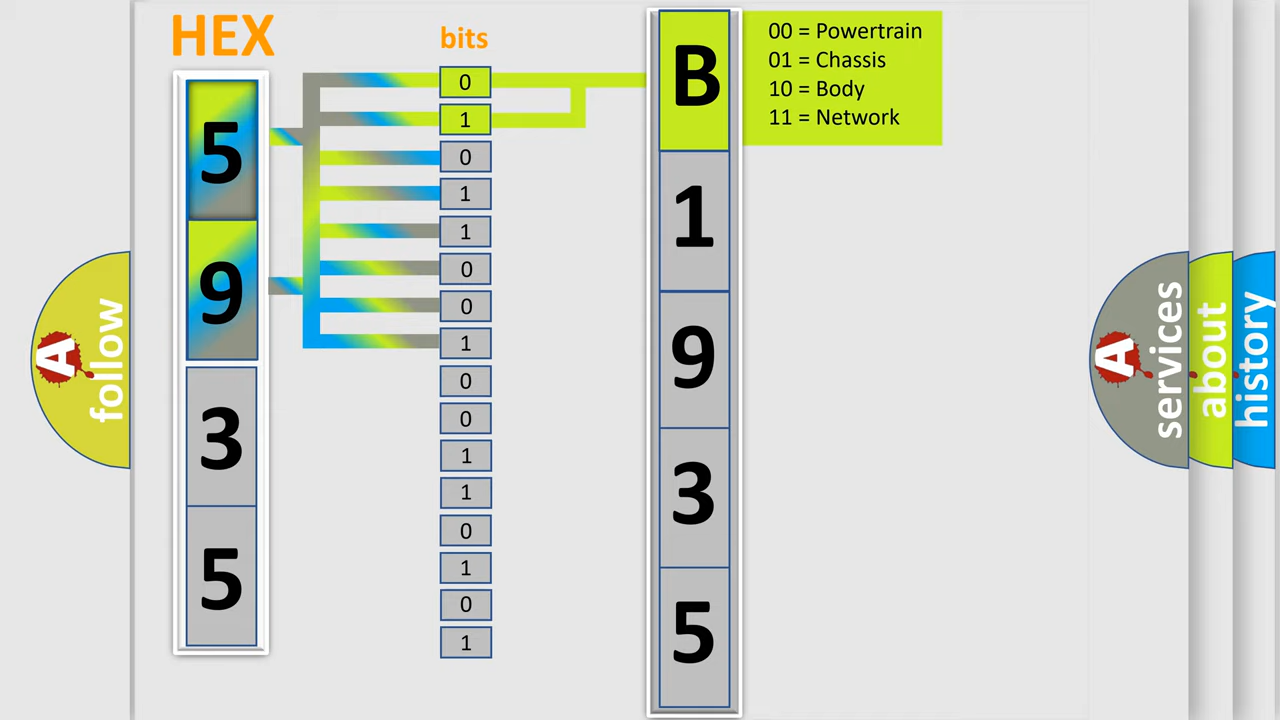 HEX
bits
5
9
3
5
0
1
0
1
1
0
0
1
0
0
1
1
0
1
0
1
B
1
9
3
5
00 = Powertrain
01 = Chassis
10 = Body
11 = Network
A
follow
A
services
about
history